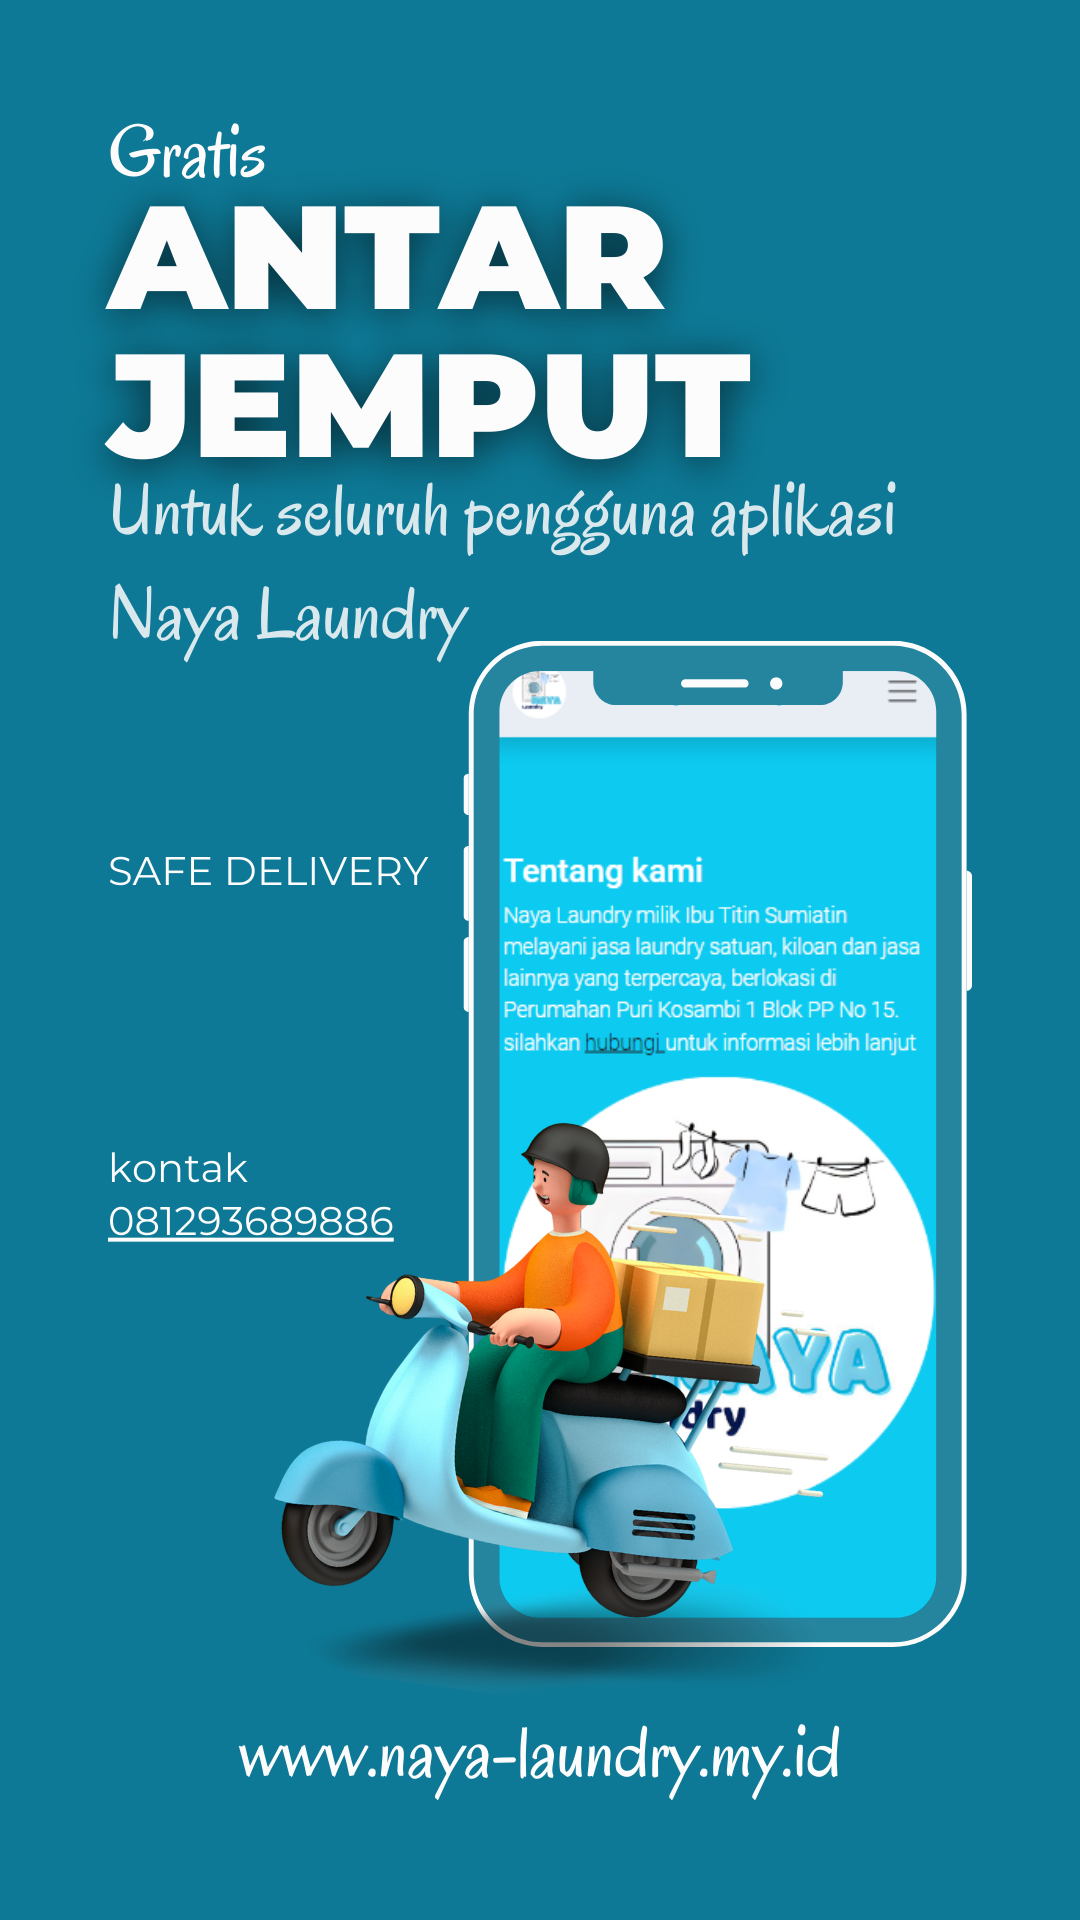 Gratis
ANTAR
JEMPUT
Untuk seluruh pengguna aplikasi
Naya Laundry
SAFE DELIVERY
Tentang kami
Naya Laundry milik Ibu Titin Sumiatin
melayani jasa laundry satuan, kiloan dan jasa
lainnya yang terpercaya, berlokasi di
Perumahan Puri Kosambi 1 Blok PP No 15.
silahkan hubungi untuk informasi lebih lanjut
kontak
081293689886
AYA
dry
www.naya-laundry.my.id